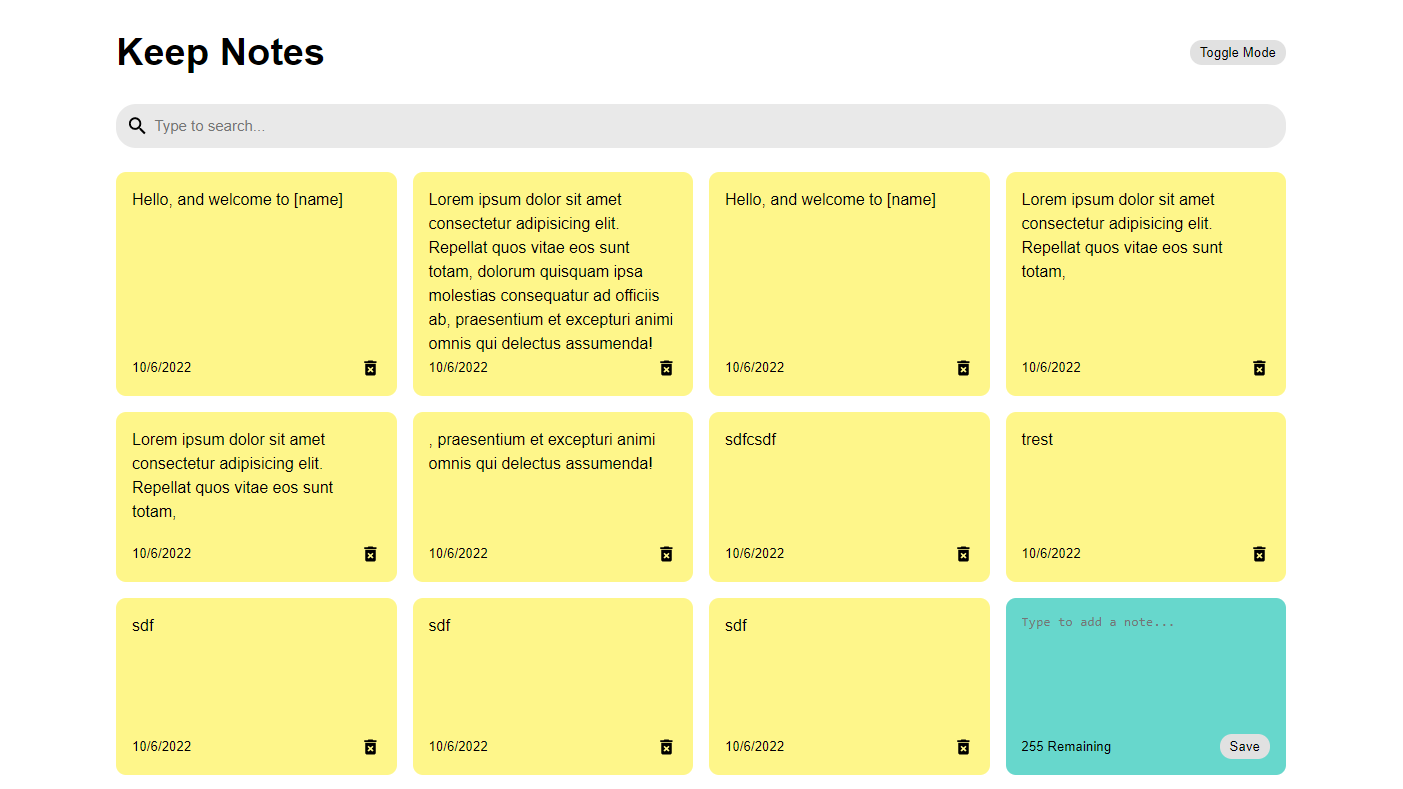 Keep Notes
Toggle Mode
Type to search...
Hello, and welcome to [name]
10/6/2022
Lorem ipsum dolor sit amet
consectetur adipisicing elit.
Repellat quos vitae eos sunt
totam, dolorum quisquam ipsa
molestias consequatur ad officiis
ab, praesentium et excepturi animi
omnis qui delectus assumenda!
10/6/2022
Hello, and welcome to [name]
10/6/2022
Lorem ipsum dolor sit amet
consectetur adipisicing elit.
Repellat quos vitae eos sunt
totam,
10/6/2022
Lorem ipsum dolor sit amet
consectetur adipisicing elit.
Repellat quos vitae eos sunt
totam,
10/6/2022
, praesentium et excepturi animi
omnis qui delectus assumenda!
10/6/2022
sdfcsdf
10/6/2022
trest
10/6/2022
sdf
10/6/2022
sdf
10/6/2022
sdf
10/6/2022
Type to add a note...
255 Remaining
Save